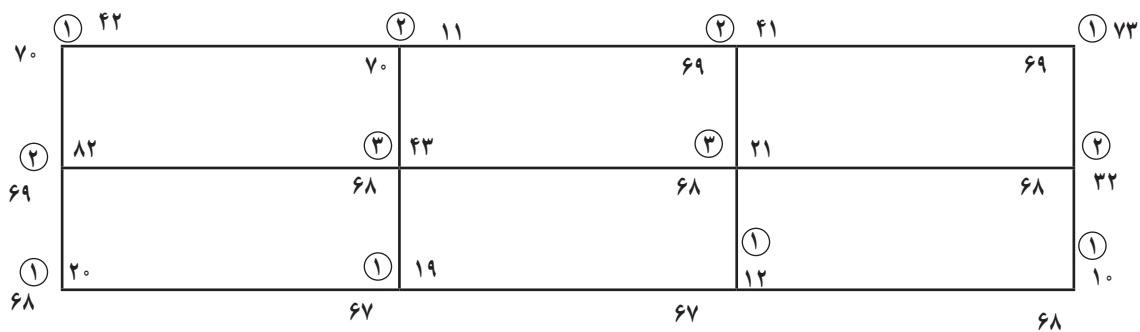 ① ۴۲ ② ۱۱ ② ۴۱ ① ۷۳
۷۰ ۷۰ ۶۹ ۶۹
② ۸۲ ③ ۴۳ ③ ۲۱ ②
۶۹ ۶۸ ۶۸ ۶۸ ۳۲
① ۲۰ ① ۱۹ ① ۱۲ ① ۱۰
۶۸ ۶۷ ۶۷ ۶۸